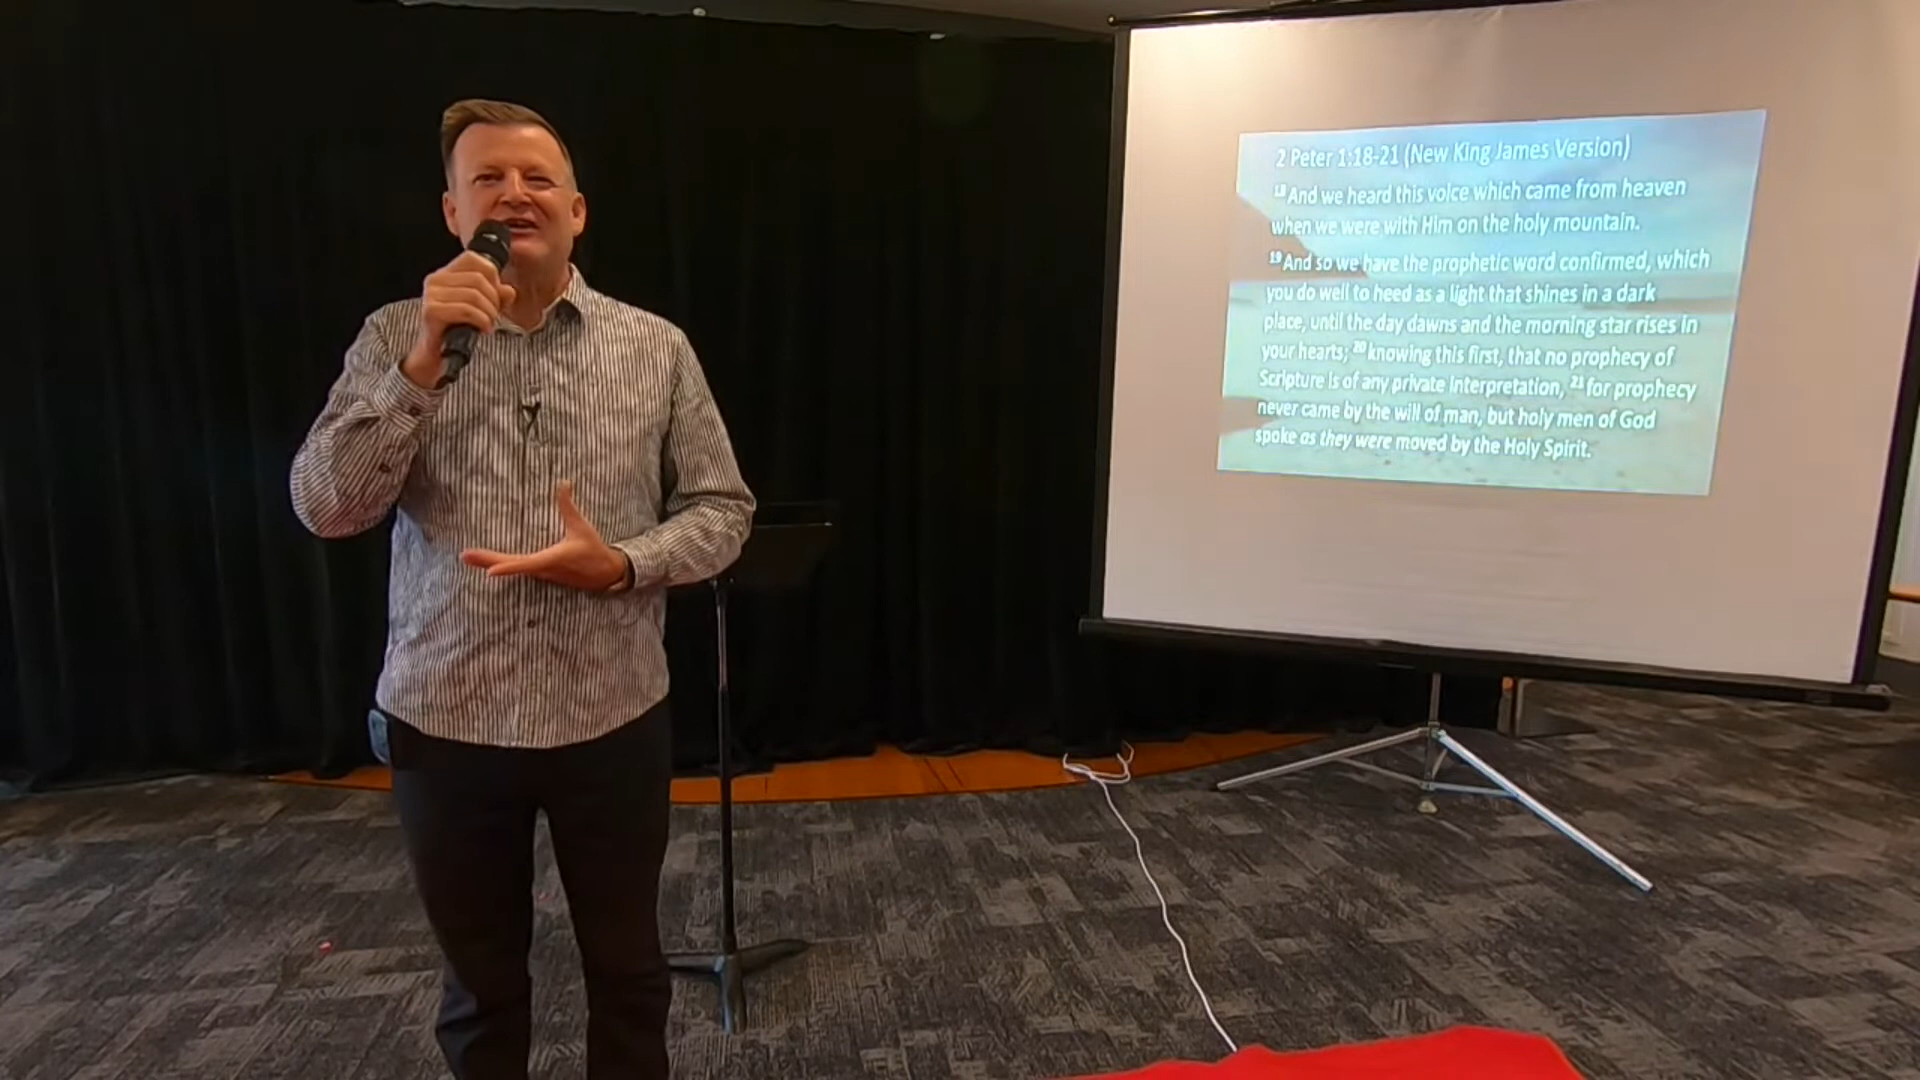 2 Peter 1:18-21 (New King James Version)
18 And we heard this voice which came from heaven
when we were with Him on the holy mountain.
19 And so we have the prophetic word confirmed, which
you do well to heed as a light that shines in a dark
place, until the day dawns and the morning star rises in
your hearts; 20 knowing this first, that no prophecy of
Scripture is of any private interpretation, 21 for prophecy
never came by the will of man, but holy men of God
spoke as they were moved by the Holy Spirit.